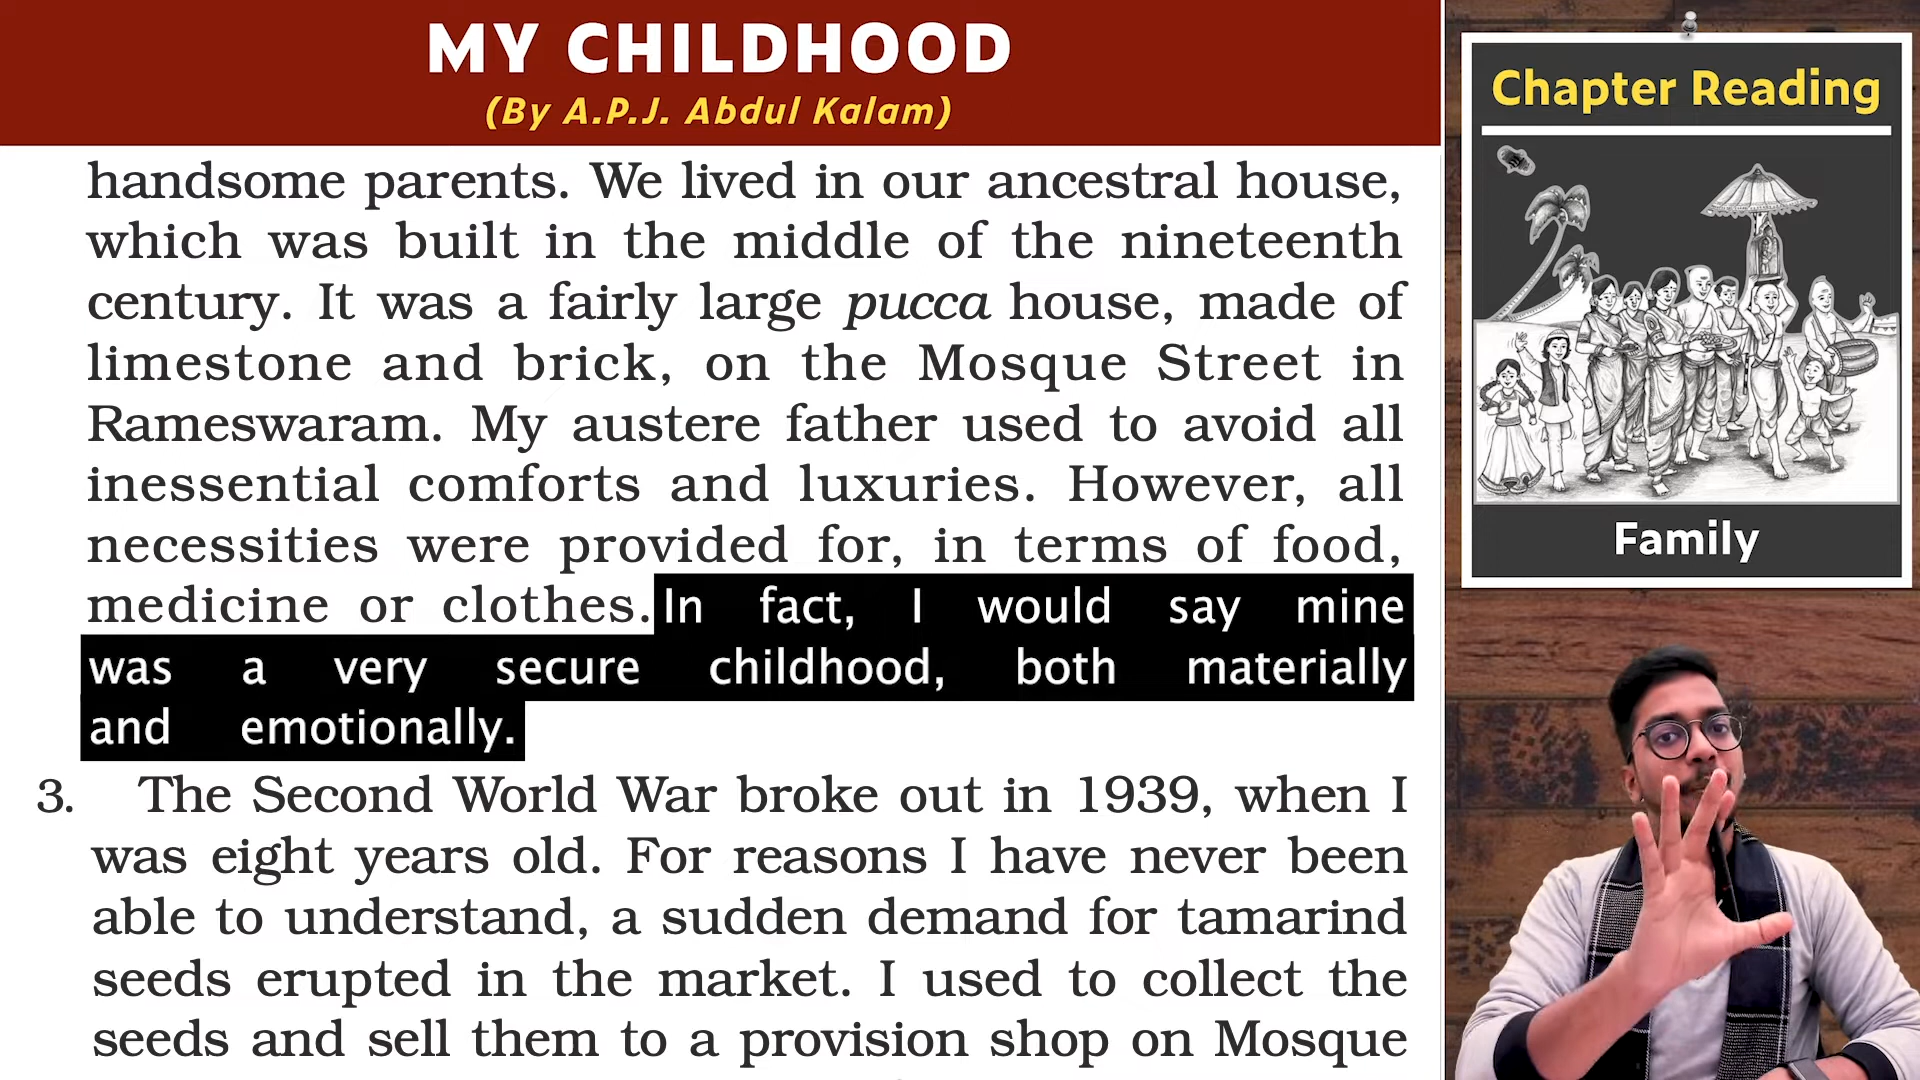 MY CHILDHOOD
(By A.P.J. Abdul Kalam)
handsome parents. We lived in our ancestral house,
which was built in the middle of the nineteenth
century. It was a fairly large pucca house, made of
limestone and brick, on the Mosque Street in
Rameswaram. My austere father used to avoid all
inessential comforts and luxuries. However, all
necessities were provided for, in terms of food,
medicine or clothes. In fact, I would say mine
was a very secure childhood, both materially
and emotionally.
3. The Second World War broke out in 1939, when I
was eight years old. For reasons I have never been
able to understand, a sudden demand for tamarind
seeds erupted in the market. I used to collect the
seeds and sell them to a provision shop on Mosque
Chapter Reading
Family